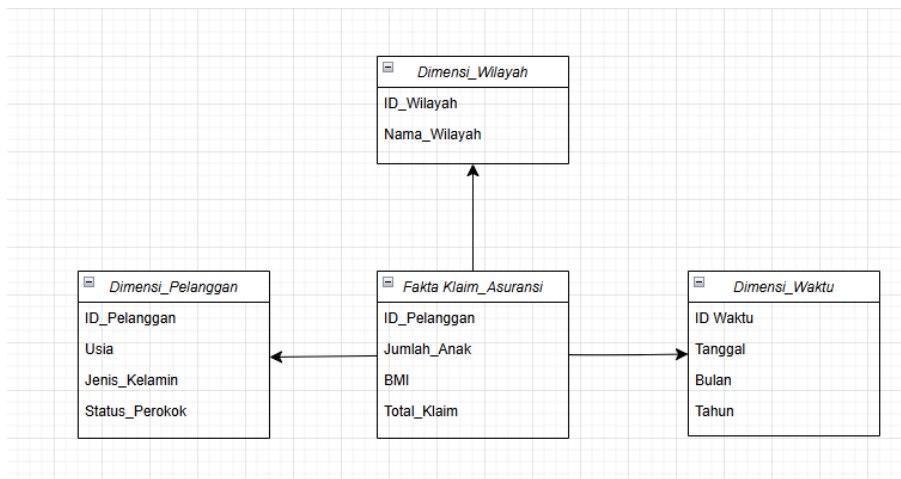 Dimensi_Wilayah
ID_Wilayah
Nama_Wilayah
Dimensi_Pelanggan
ID_Pelanggan
Usia
Jenis_Kelamin
Status_Perokok
Fakta Klaim_Asuransi
ID_Pelanggan
Jumlah_Anak
BMI
Total_Klaim
Dimensi_Waktu
ID Waktu
Tanggal
Bulan
Tahun